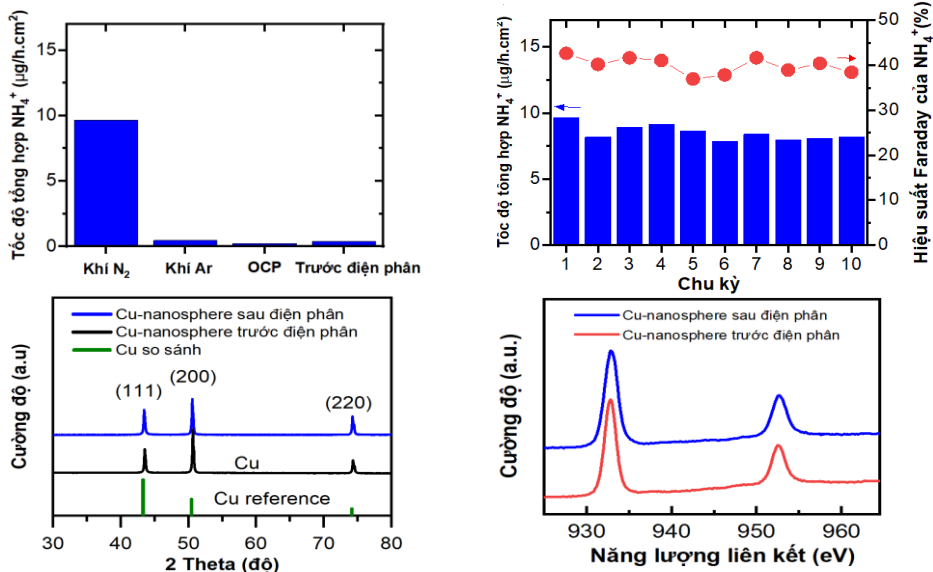 Tốc độ tổng hợp NH₄⁺ (μg/h.cm²)
15
10
5
0
Khí N₂ Khí Ar OCP Trước điện phân
Tốc độ tổng hợp NH₄⁺ (μg/h.cm²)
15
10
5
0
50
40
30
20
10
0
Hiệu suất Faraday của NH₄⁺(%)
1 2 3 4 5 6 7 8 9 10
Chu kỳ
Cường độ (a.u)
Cu-nanosphere sau điện phân
Cu-nanosphere trước điện phân
Cu so sánh
(111)
(200)
(220)
Cu
Cu reference
30 40 50 60 70 80
2 Theta (độ)
Cường độ (a.u.)
Cu-nanosphere sau điện phân
Cu-nanosphere trước điện phân
930 940 950 960
Năng lượng liên kết (eV)